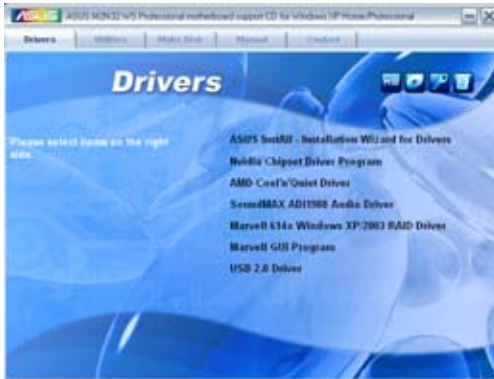 ASUS M2N32 WS Professional motherboard support CD for Windows XP Home/Professional
Drivers Utilities Make Disk Manual Contact
Drivers
Please select items on the right side.
ASUS InstAll - Installation Wizard for Drivers
Nvidia Chipset Driver Program
AMD Cool'n'Quiet Driver
SoundMAX ADI1988 Audio Driver
Marvell 614x Windows XP/2003 RAID Driver
Marvell GUI Program
USB 2.0 Driver